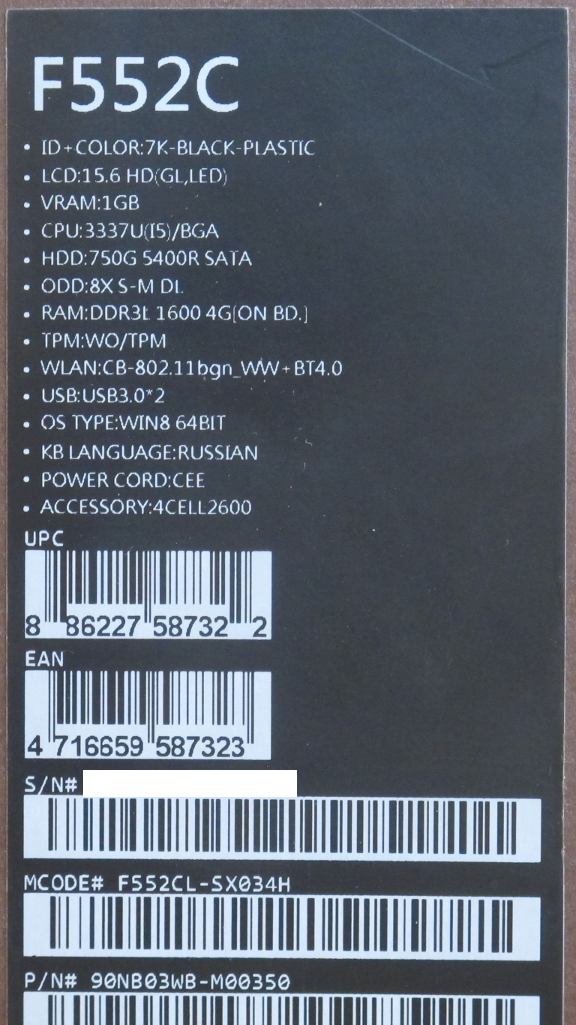 F552C
• ID+COLOR:7K-BLACK-PLASTIC
• LCD:15.6 HD(GL,LED)
• VRAM:1GB
• CPU:3337U(I5)/BGA
• HDD:750G 5400R SATA
• ODD:8X S-M DL
• RAM:DDR3L 1600 4G[ON BD.]
• TPM:WO/TPM
• WLAN:CB-802.11bgn_WW+BT4.0
• USB:USB3.0*2
• OS TYPE:WIN8 64BIT
• KB LANGUAGE:RUSSIAN
• POWER CORD:CEE
• ACCESSORY:4CELL2600
UPC
8 86227 58732 2
EAN
4 716659 587323
S/N#
MCODE# F552CL-SX034H
P/N# 90NB03WB-M00350